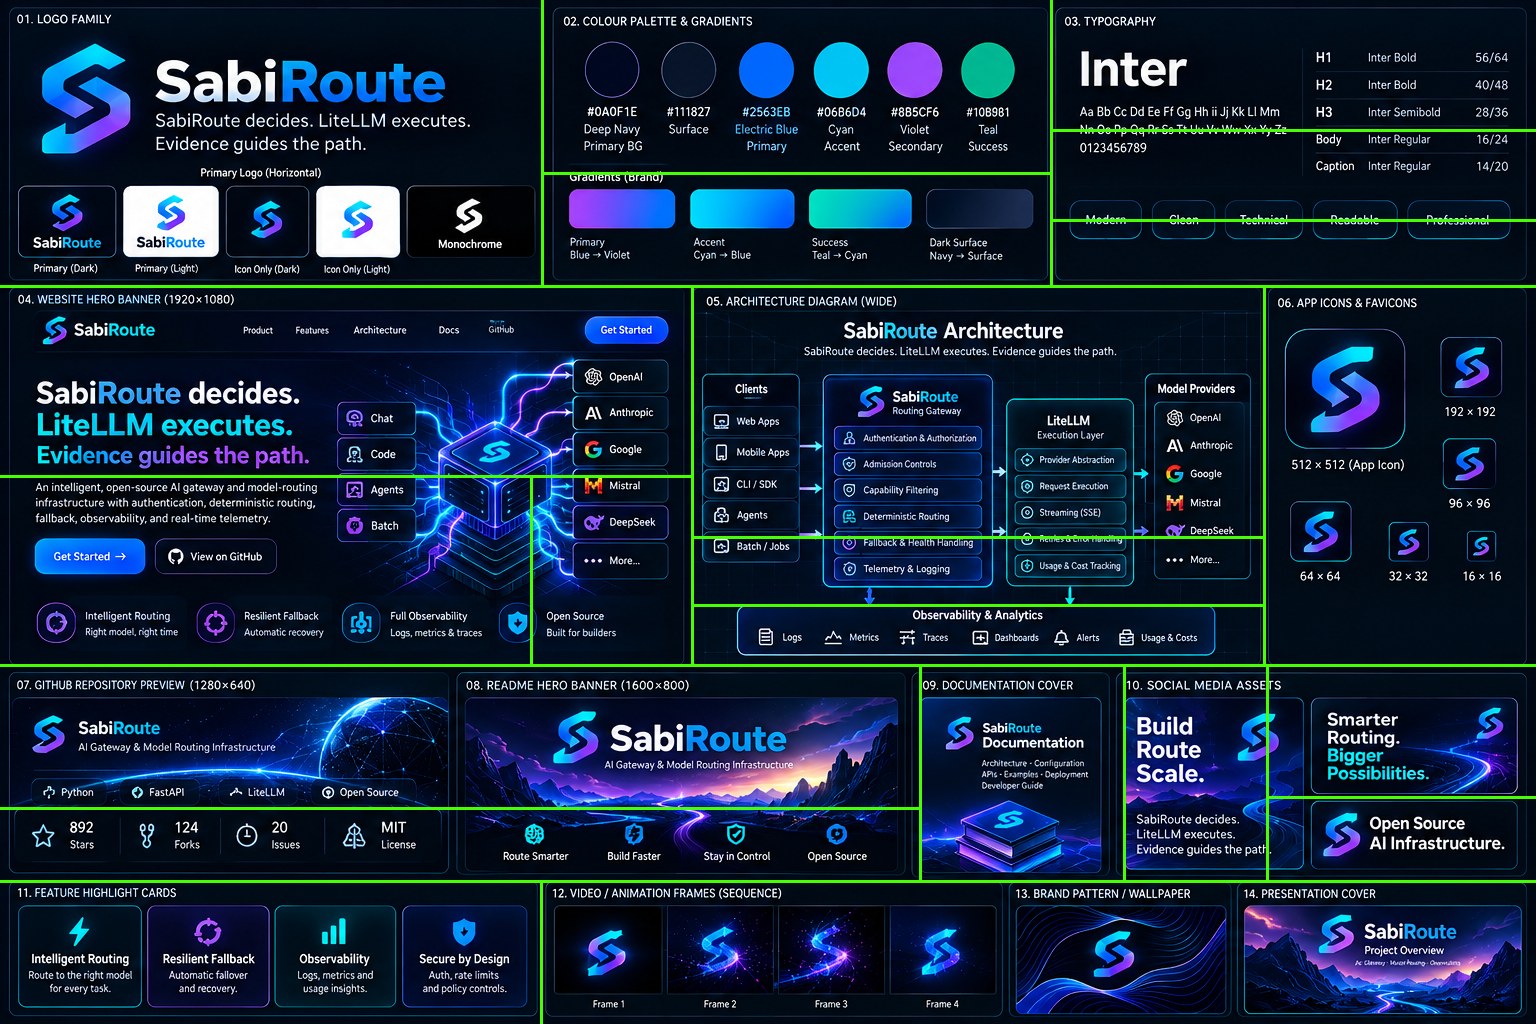 01. LOGO FAMILY
SabiRoute
SabiRoute decides. LiteLLM executes.
Evidence guides the path.
Primary Logo (Horizontal)
SabiRoute
SabiRoute
Monochrome
Primary (Dark)
Primary (Light)
Icon Only (Dark)
Icon Only (Light)
02. COLOUR PALETTE & GRADIENTS
#0A0F1E
Deep Navy
Primary BG
#111827
Surface
#2563EB
Electric Blue
Primary
#06B6D4
Cyan
Accent
#8B5CF6
Violet
Secondary
#10B981
Teal
Success
Gradients (Brand)
Primary
Blue → Violet
Accent
Cyan → Blue
Success
Teal → Cyan
Dark Surface
Navy → Surface
03. TYPOGRAPHY
Inter
Aa Bb Cc Dd Ee Ff Gg Hh ii Jj Kk Ll Mm
Nn Oo Pp Qq Rr Ss Tt Uu Vv Ww Xx Yy Zz
0123456789
H1 Inter Bold 56/64
H2 Inter Bold 40/48
H3 Inter Semibold 28/36
Body Inter Regular 16/24
Caption Inter Regular 14/20
Modern
Clean
Technical
Readable
Professional
04. WEBSITE HERO BANNER (1920×1080)
SabiRoute
Product
Features
Architecture
Docs
GitHub
Get Started
SabiRoute decides.
LiteLLM executes.
Evidence guides the path.
An intelligent, open-source AI gateway and model-routing
infrastructure with authentication, deterministic routing,
fallback, observability, and real-time telemetry.
Get Started →
View on GitHub
Chat
Code
Agents
Batch
OpenAI
Anthropic
Google
Mistral
DeepSeek
More...
Intelligent Routing
Right model, right time
Resilient Fallback
Automatic recovery
Full Observability
Logs, metrics & traces
Open Source
Built for builders
05. ARCHITECTURE DIAGRAM (WIDE)
SabiRoute Architecture
SabiRoute decides. LiteLLM executes. Evidence guides the path.
Clients
Web Apps
Mobile Apps
CLI / SDK
Agents
Batch / Jobs
SabiRoute
Routing Gateway
Authentication & Authorization
Admission Controls
Capability Filtering
Deterministic Routing
Fallback & Health Handling
Telemetry & Logging
LiteLLM
Execution Layer
Provider Abstraction
Request Execution
Streaming (SSE)
Retries & Error Handling
Usage & Cost Tracking
Model Providers
OpenAI
Anthropic
Google
Mistral
DeepSeek
More...
Observability & Analytics
Logs
Metrics
Traces
Dashboards
Alerts
Usage & Costs
06. APP ICONS & FAVICONS
512 × 512 (App Icon)
192 × 192
96 × 96
64 × 64
32 × 32
16 × 16
07. GITHUB REPOSITORY PREVIEW (1280×640)
SabiRoute
AI Gateway & Model Routing Infrastructure
Python
FastAPI
LiteLLM
Open Source
892
Stars
124
Forks
20
Issues
MIT
License
08. README HERO BANNER (1600×800)
SabiRoute
AI Gateway & Model Routing Infrastructure
Route Smarter
Build Faster
Stay in Control
Open Source
09. DOCUMENTATION COVER
SabiRoute
Documentation
Architecture · Configuration
APIs · Examples · Deployment
Developer Guide
10. SOCIAL MEDIA ASSETS
Build
Route
Scale.
SabiRoute decides.
LiteLLM executes.
Evidence guides the path.
Smarter
Routing.
Bigger
Possibilities.
Open Source
AI Infrastructure.
11. FEATURE HIGHLIGHT CARDS
Intelligent Routing
Route to the right model
for every task.
Resilient Fallback
Automatic failover
and recovery.
Observability
Logs, metrics and
usage insights.
Secure by Design
Auth, rate limits
and policy controls.
12. VIDEO / ANIMATION FRAMES (SEQUENCE)
Frame 1
Frame 2
Frame 3
Frame 4
13. BRAND PATTERN / WALLPAPER
14. PRESENTATION COVER
SabiRoute
Project Overview